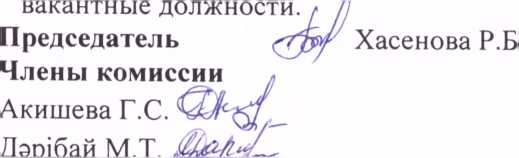 вакантные должности.
Председатель Хасенова Р.Б
Члены комиссии
Акишева Г.С.
Дәрібай М.Т.